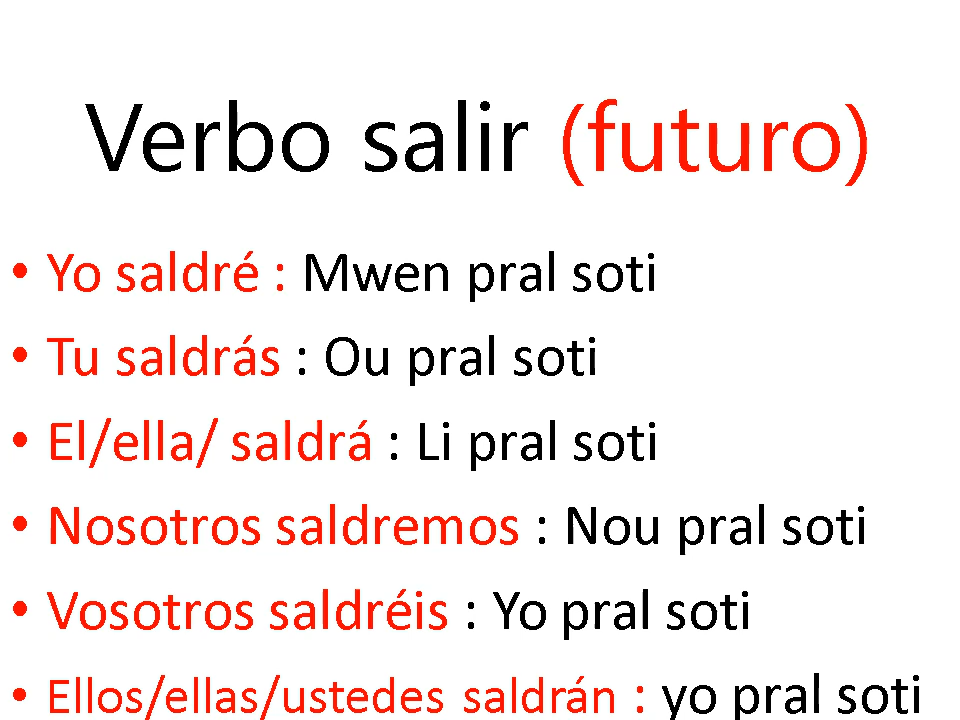 Verbo salir (futuro)
• Yo saldré : Mwen pral soti
• Tu saldrás : Ou pral soti
• El/ella/ saldrá : Li pral soti
• Nosotros saldremos : Nou pral soti
• Vosotros saldréis : Yo pral soti
• Ellos/ellas/ustedes saldrán : yo pral soti